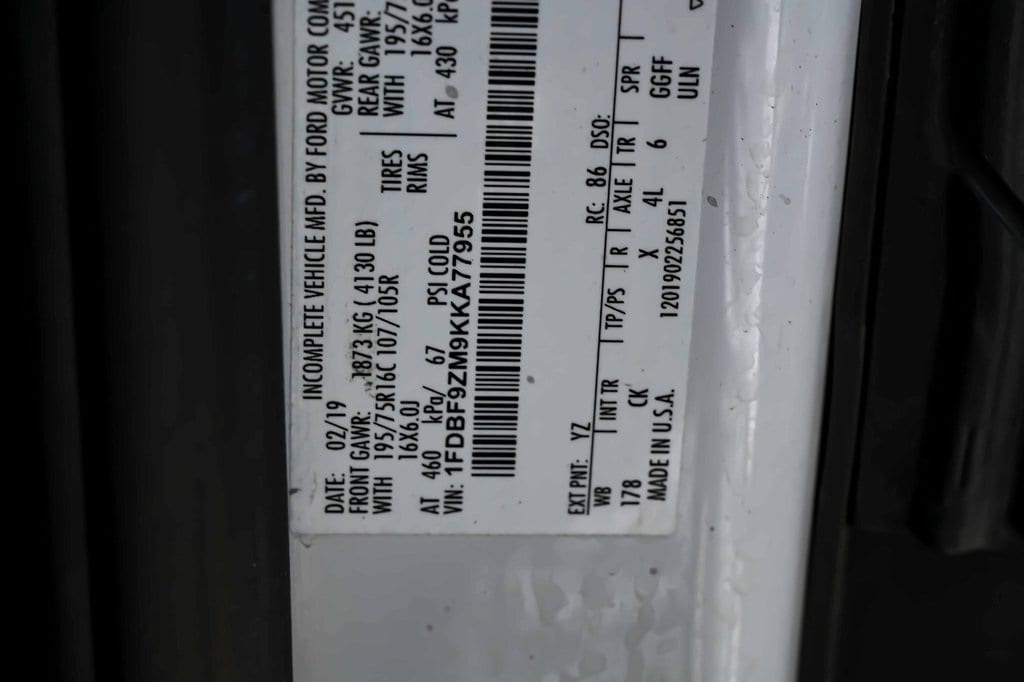 INCOMPLETE VEHICLE MFD. BY FORD MOTOR COM
DATE: 02/19 GVWR: 451
FRONT GAWR: 1873 KG ( 4130 LB) REAR GAWR:
WITH 195/75R16C 107/105R TIRES WITH 195/7
16X6.0J RIMS 16X6.0
AT 460 kPa/ 67 PSI COLD AT 430 kPa
VIN: 1FDBF9ZM9KKA77955
EXT PNT: YZ RC: 86 DSO:
WB INT TR TP/PS R AXLE TR SPR
178 CK X 4L 6 GGFF
MADE IN U.S.A. 1201902256851 ULN